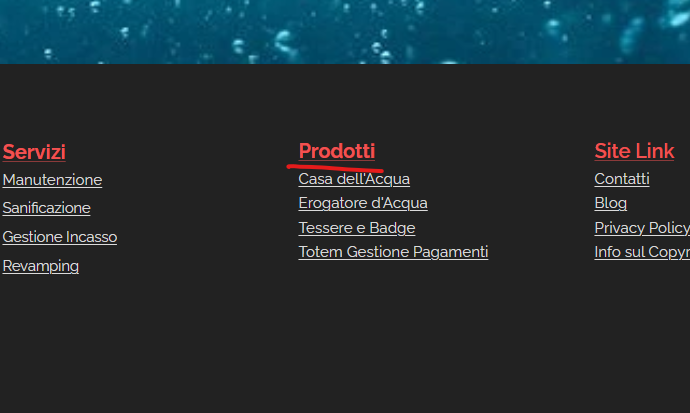 Servizi
Manutenzione
Sanificazione
Gestione Incasso
Revamping
Prodotti
Casa dell'Acqua
Erogatore d'Acqua
Tessere e Badge
Totem Gestione Pagamenti
Site Link
Contatti
Blog
Privacy Policy
Info sul Copyr